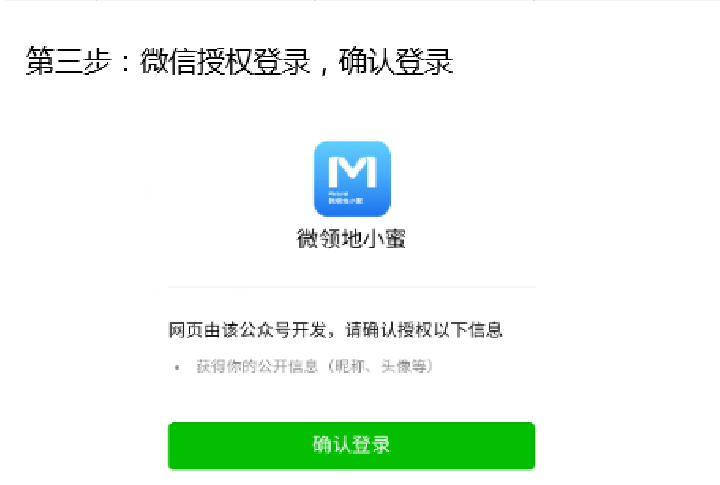 第三步：微信授权登录，确认登录
M
微领地小蜜
网页由该公众号开发，请确认授权以下信息
• 获得你的公开信息（昵称、头像等）
确认登录